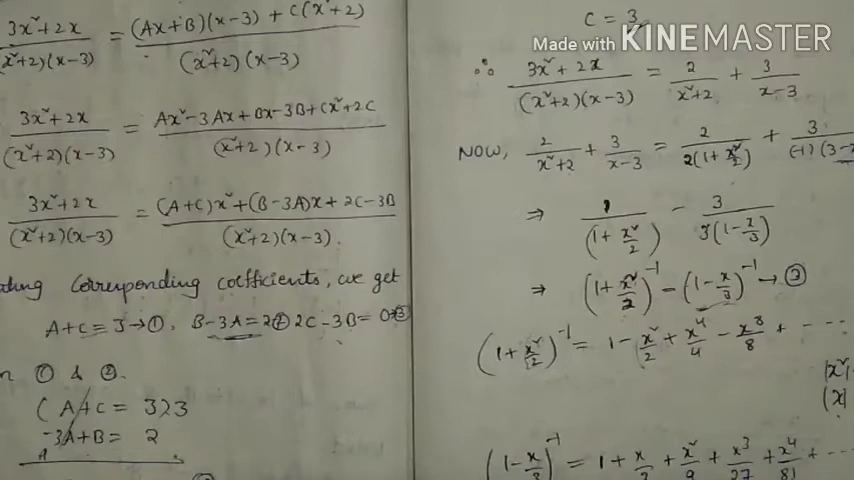 3x²+2x / (x²+2)(x-3) = (Ax+B)(x-3) + C(x²+2) / (x²+2)(x-3)
3x²+2x / (x²+2)(x-3) = Ax²-3Ax+Bx-3B+Cx²+2C / (x²+2)(x-3)
3x²+2x / (x²+2)(x-3) = (A+C)x²+(B-3A)x+2C-3B / (x²+2)(x-3).
corresponding coefficients, we get
A+C=3→①, B-3A=2② 2C-3B=0→③
① & ②.
(A+C = 3)3
-3A+B = 2
C = 3
Made with KINEMASTER
∴ 3x²+2x / (x²+2)(x-3) = 2/(x²+2) + 3/(x-3)
NOW, 2/(x²+2) + 3/(x-3) = 2/2(1+x²/2) + 3/(-1)(3-
⇒ 1/(1+x²/2) - 3/3(1-x/3)
⇒ (1+x²/2)⁻¹ - (1-x/3)⁻¹ → ②
(1+x²/2)⁻¹ = 1-x²/2+x⁴/4-x⁸/8+----
|x²|
(x)
(1-x/3)⁻¹ = 1+x/3+x²/9+x³/27+x⁴/81+---